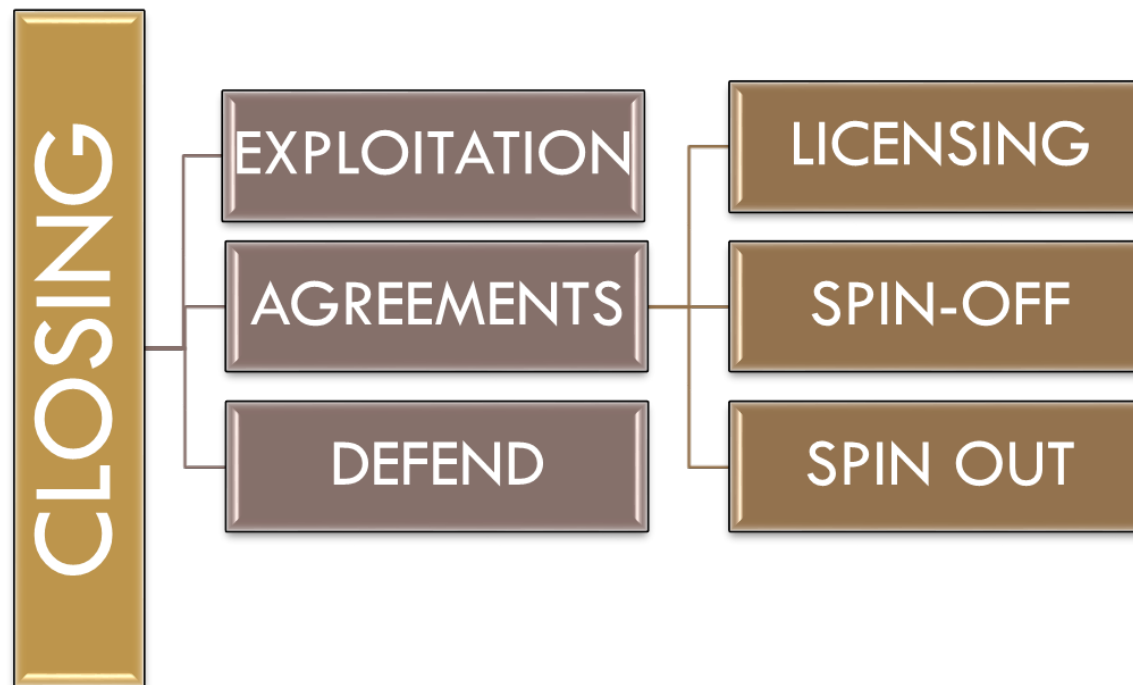 CLOSING
EXPLOITATION
AGREEMENTS
DEFEND
LICENSING
SPIN-OFF
SPIN OUT